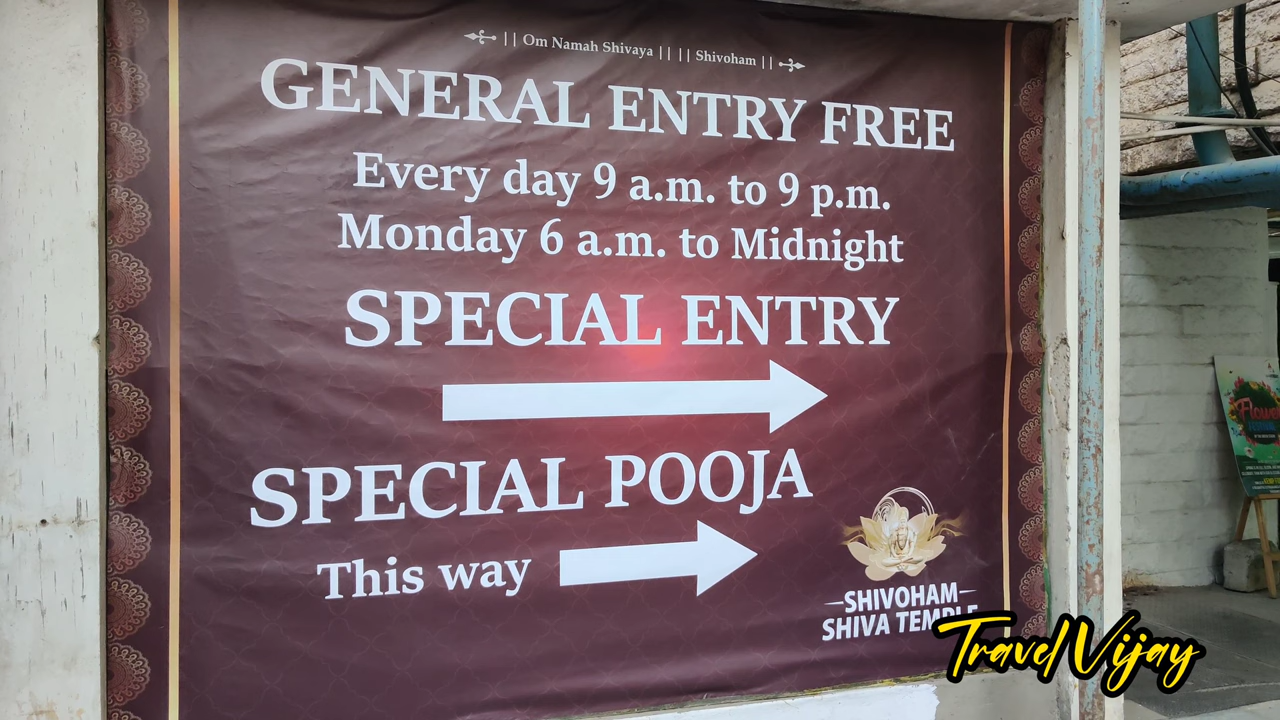 || Om Namah Shivaya || || Shivoham ||
GENERAL ENTRY FREE
Every day 9 a.m. to 9 p.m.
Monday 6 a.m. to Midnight
SPECIAL ENTRY
SPECIAL POOJA
This way
SHIVOHAM
SHIVA TEMPLE
Travel Vijay
Flower